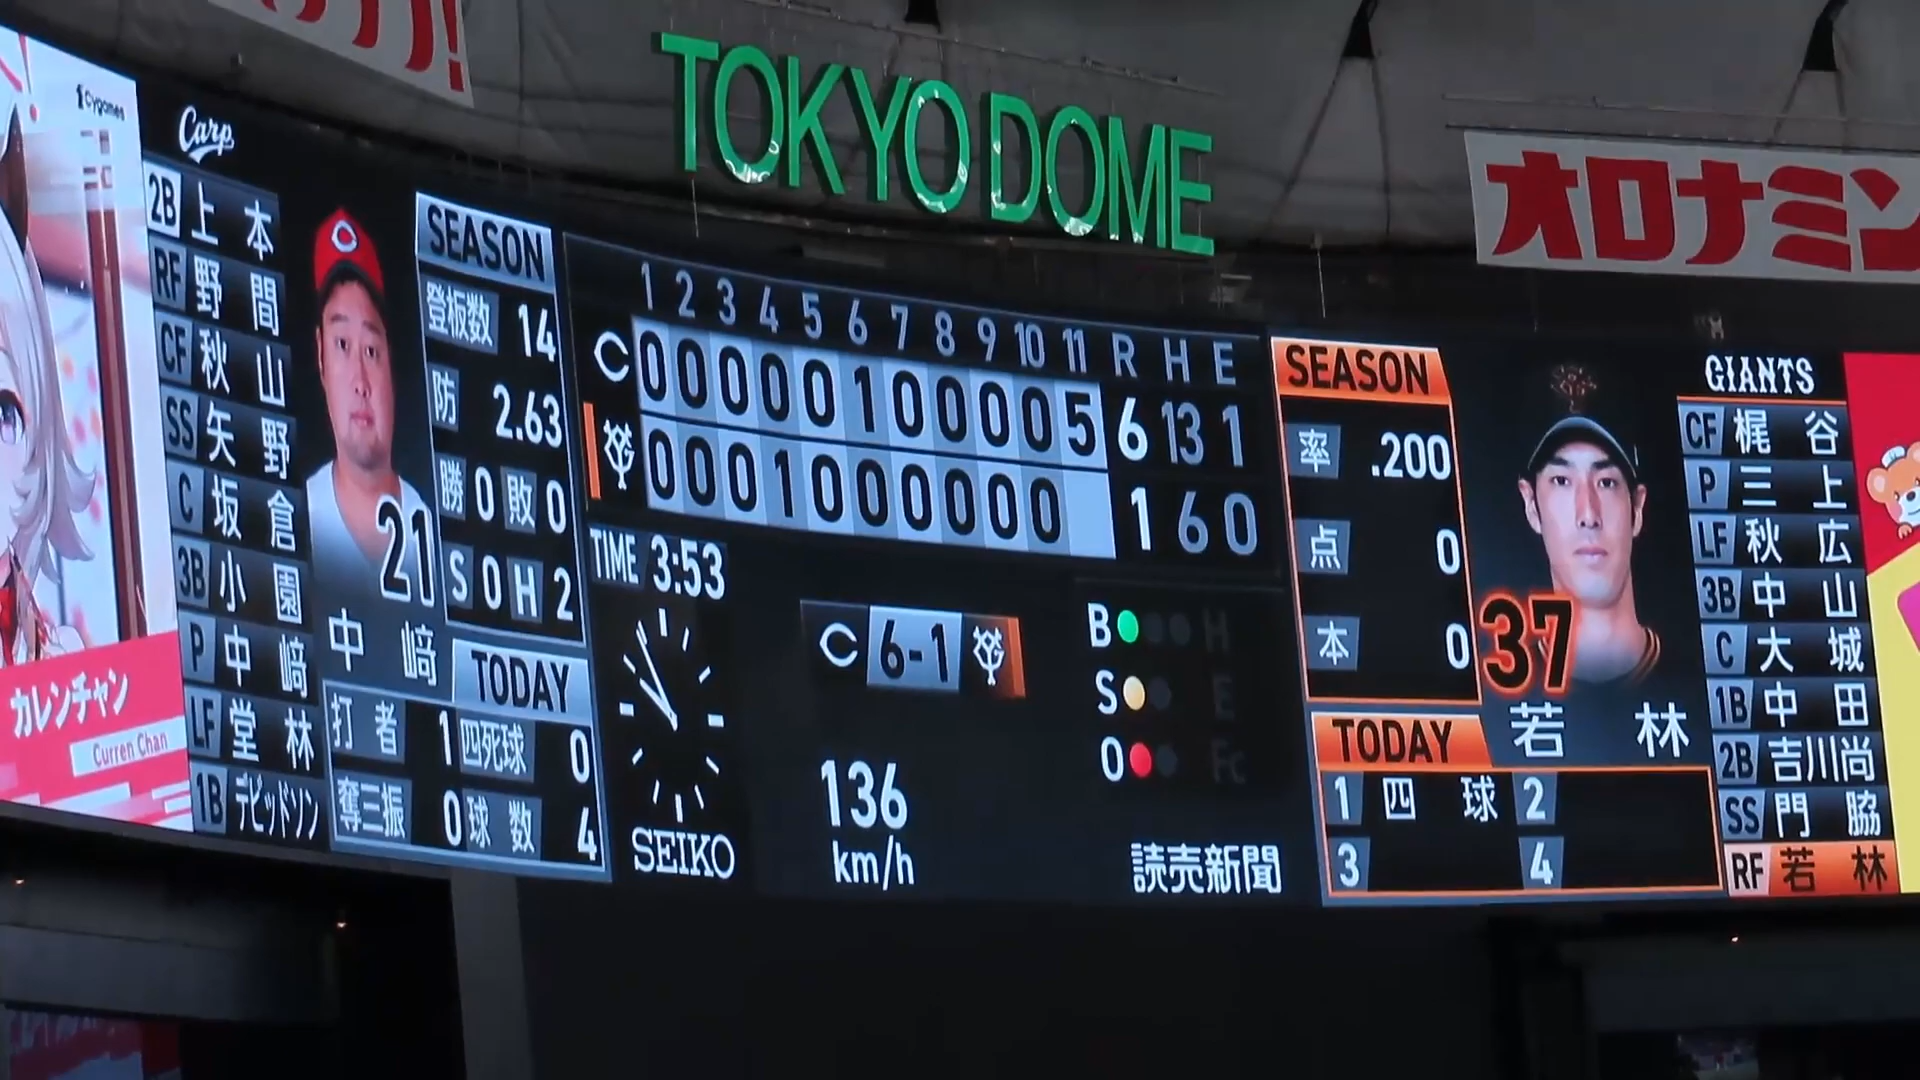 TOKYO DOME
オロナミン
Cygames
カレンチャン
Curren Chan
Carp
2B 上本
RF 野間
CF 秋山
SS 矢野
C 坂倉
3B 小園
P 中﨑
LF 堂林
1B デビッドソン
21
中﨑
SEASON
登板数 14
防 2.63
勝 0 敗 0
S 0 H 2
TODAY
打者 1 四死球 0
奪三振 0 球数 4
1 2 3 4 5 6 7 8 9 10 11 R H E
C 0 0 0 0 0 1 0 0 0 0 5 6 13 1
0 0 0 1 0 0 0 0 0 0 1 6 0
TIME 3:53
SEIKO
C 6-1
136
km/h
B H
S E
O Fc
読売新聞
SEASON
率 .200
点 0
本 0
37
若林
TODAY
1 四球 2
3 4
GIANTS
CF 梶谷
P 三上
LF 秋広
3B 中山
C 大城
1B 中田
2B 吉川尚
SS 門脇
RF 若林